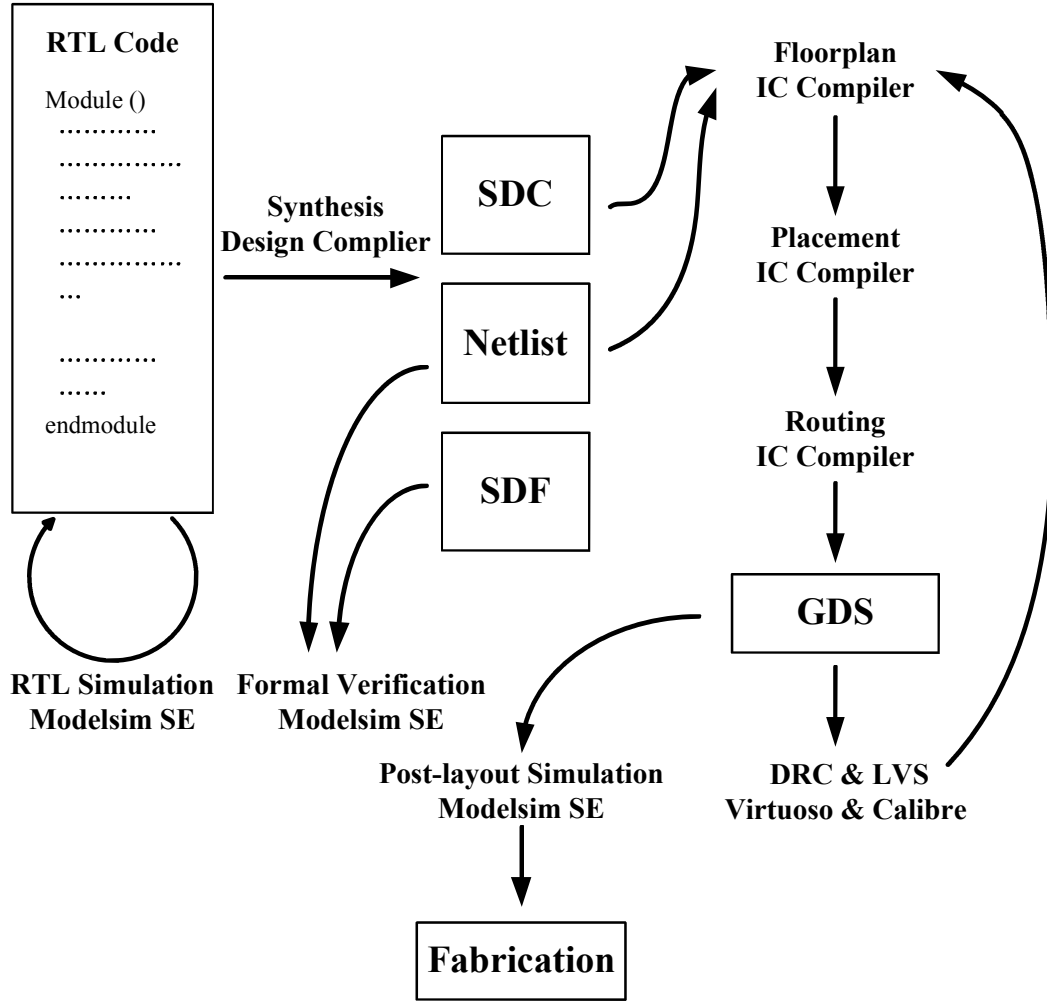 RTL Code
Module ()
…………
……………
………
…………
……………
…
…………
……
endmodule
RTL Simulation
Modelsim SE
Synthesis
Design Complier
SDC
Netlist
SDF
Formal Verification
Modelsim SE
Floorplan
IC Compiler
Placement
IC Compiler
Routing
IC Compiler
GDS
DRC & LVS
Virtuoso & Calibre
Post-layout Simulation
Modelsim SE
Fabrication